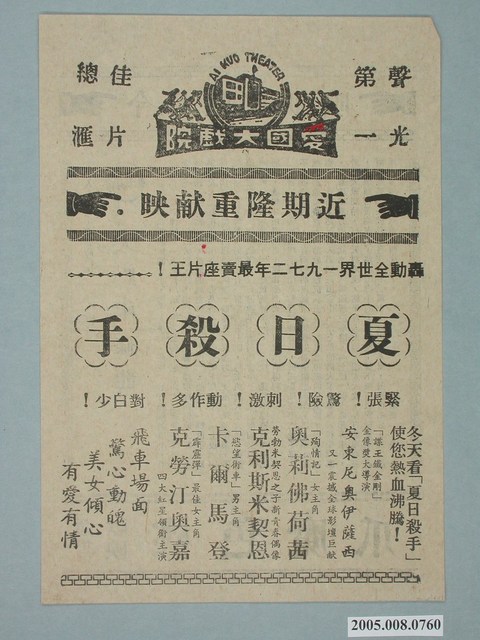 聲光第一
AI KUO THEATER
愛國大戲院
佳片總滙
近期隆重献映．
轟動全世界一九七二年最賣座片王！
夏日殺手
緊張！驚險！刺激！動作多！對白少！
冬天看「夏日殺手」
使您熱血沸騰！
「諜王鐵金剛」
金像獎大導演
安東尼奧伊薩西
又一震撼全球影壇巨献
「殉情記」女主角
奧莉佛荷茜
勞勃米契恩之子新青春偶像
克利斯米契恩
「慾望街車」男主角
卡爾馬登
「霹靂彈」最佳女主角
克勞汀奧嘉
四大紅星領銜主演
飛車場面
驚心動魄
美女傾心
有愛有情
2005.008.0760